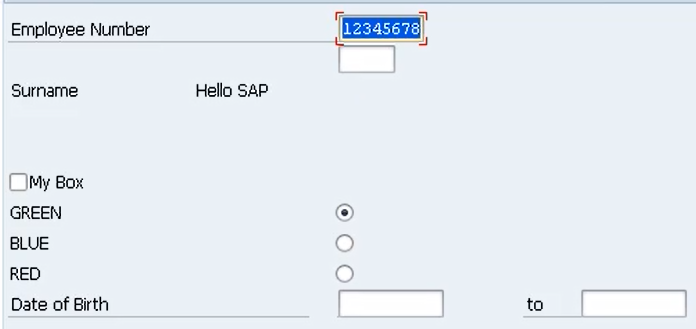 Employee Number 12345678
Surname Hello SAP
My Box
GREEN
BLUE
RED
Date of Birth to